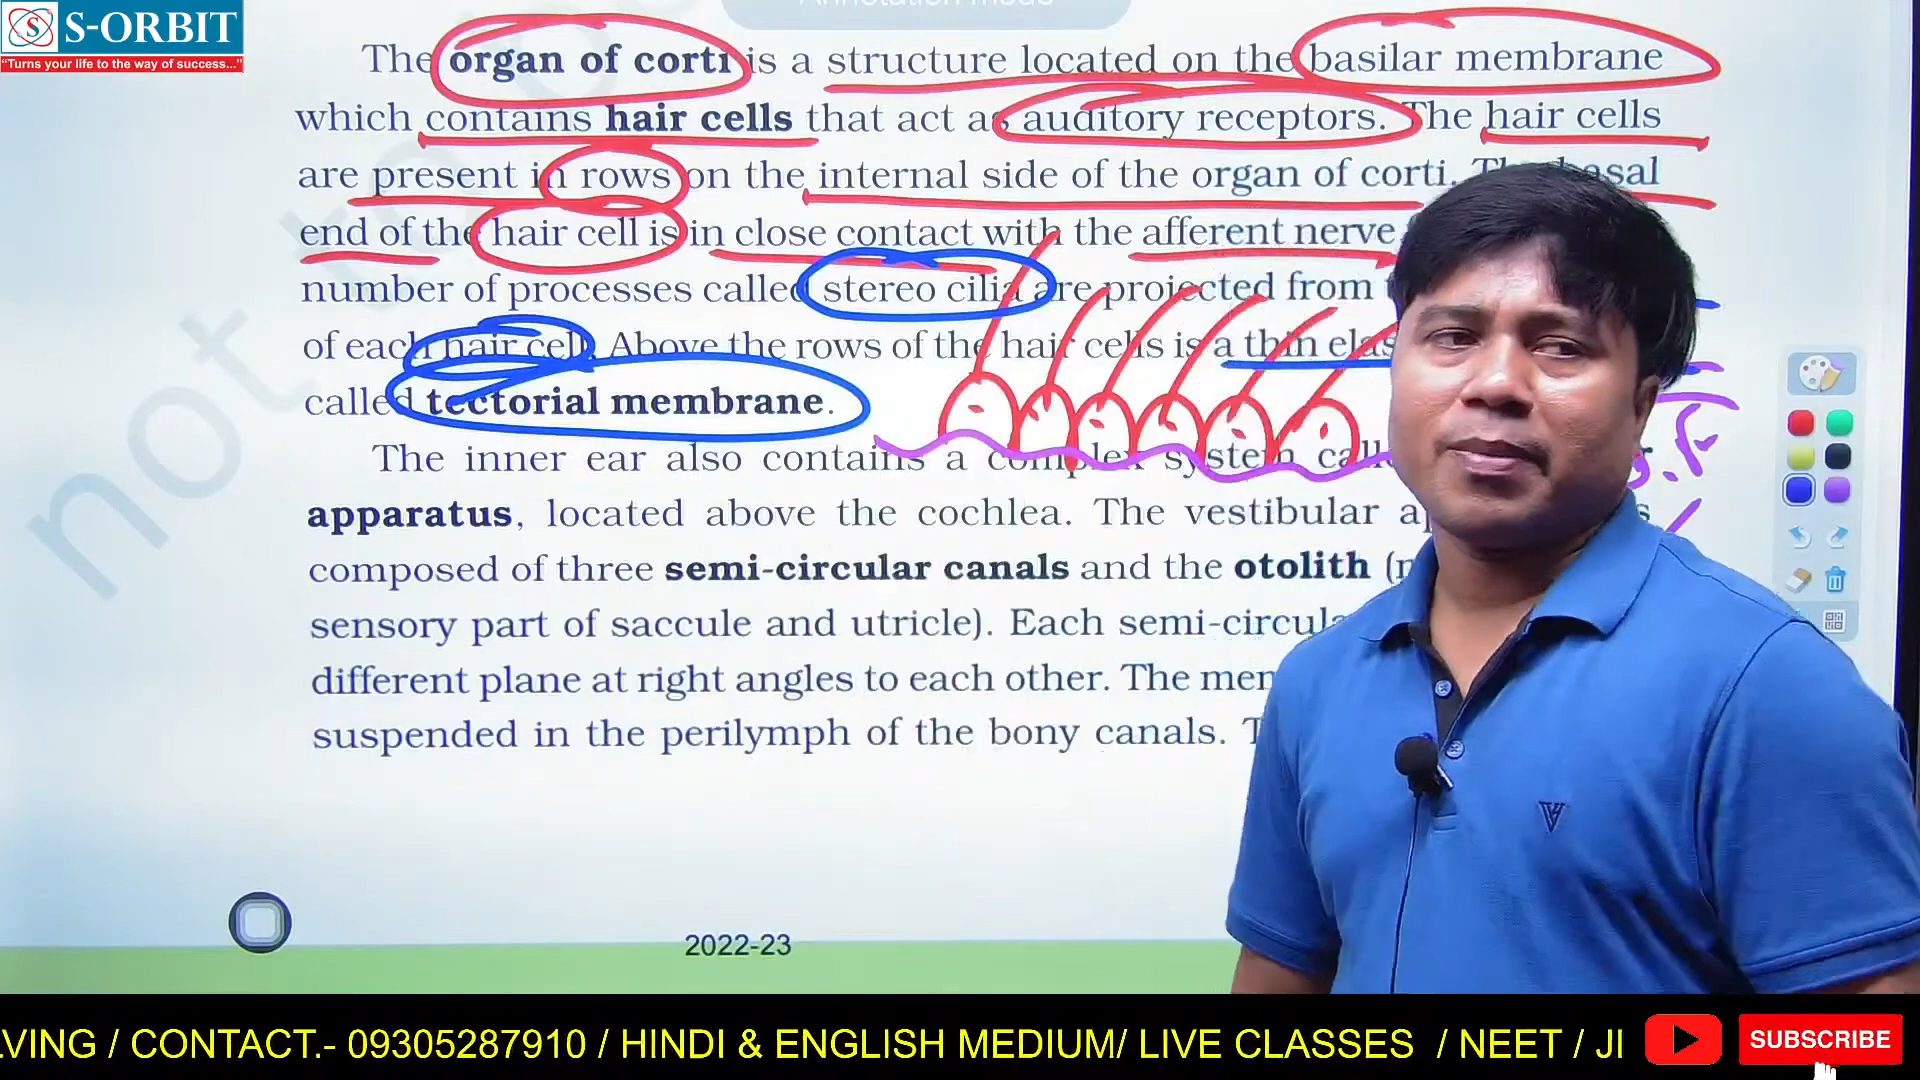 Annotation mode
S-ORBIT
"Turns your life to the way of success..."
The organ of corti is a structure located on the basilar membrane
which contains hair cells that act as auditory receptors. The hair cells
are present in rows on the internal side of the organ of corti. The basal
end of the hair cell is in close contact with the afferent nerve
number of processes called stereo cilia are projected from
of each hair cell. Above the rows of the hair cells is a thin elas
called tectorial membrane.
The inner ear also contains a complex system
apparatus, located above the cochlea. The vestibular
composed of three semi-circular canals and the otolith
sensory part of saccule and utricle). Each semi-circula
different plane at right angles to each other. The mem
suspended in the perilymph of the bony canals.
not to
2022-23
LVING / CONTACT.- 09305287910 / HINDI & ENGLISH MEDIUM/ LIVE CLASSES / NEET / JI
SUBSCRIBE